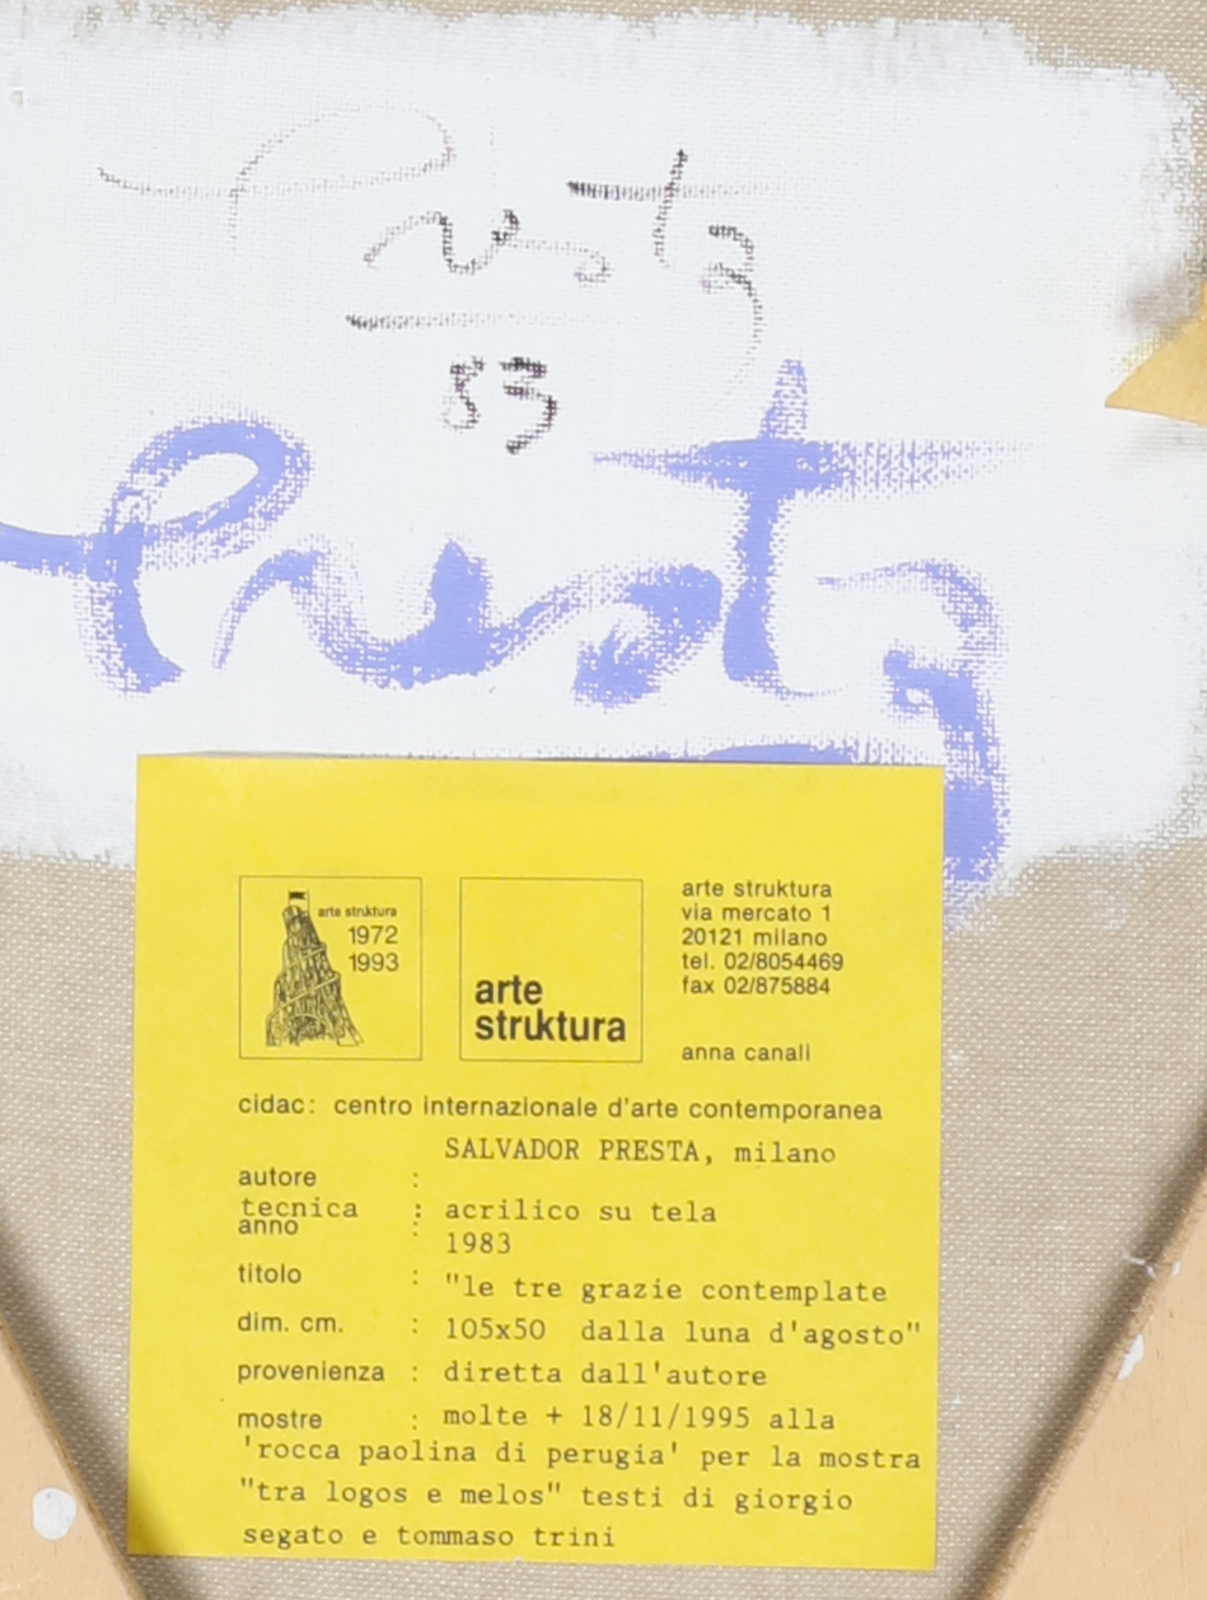 Presta
83
Presta
arte struktura
1972
1993
arte
struktura
arte struktura
via mercato 1
20121 milano
tel. 02/8054469
fax 02/875884
anna canali
cidac: centro internazionale d'arte contemporanea
SALVADOR PRESTA, milano
autore :
tecnica : acrilico su tela
anno : 1983
titolo : "le tre grazie contemplate
dim. cm. : 105x50 dalla luna d'agosto"
provenienza : diretta dall'autore
mostre : molte + 18/11/1995 alla
'rocca paolina di perugia' per la mostra
"tra logos e melos" testi di giorgio
segato e tommaso trini